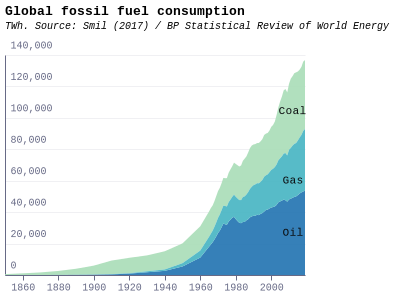 Global fossil fuel consumption
TWh. Source: Smil (2017) / BP Statistical Review of World Energy
140,000
120,000
100,000
80,000
60,000
40,000
20,000
0
Coal
Gas
Oil
1860 1880 1900 1920 1940 1960 1980 2000